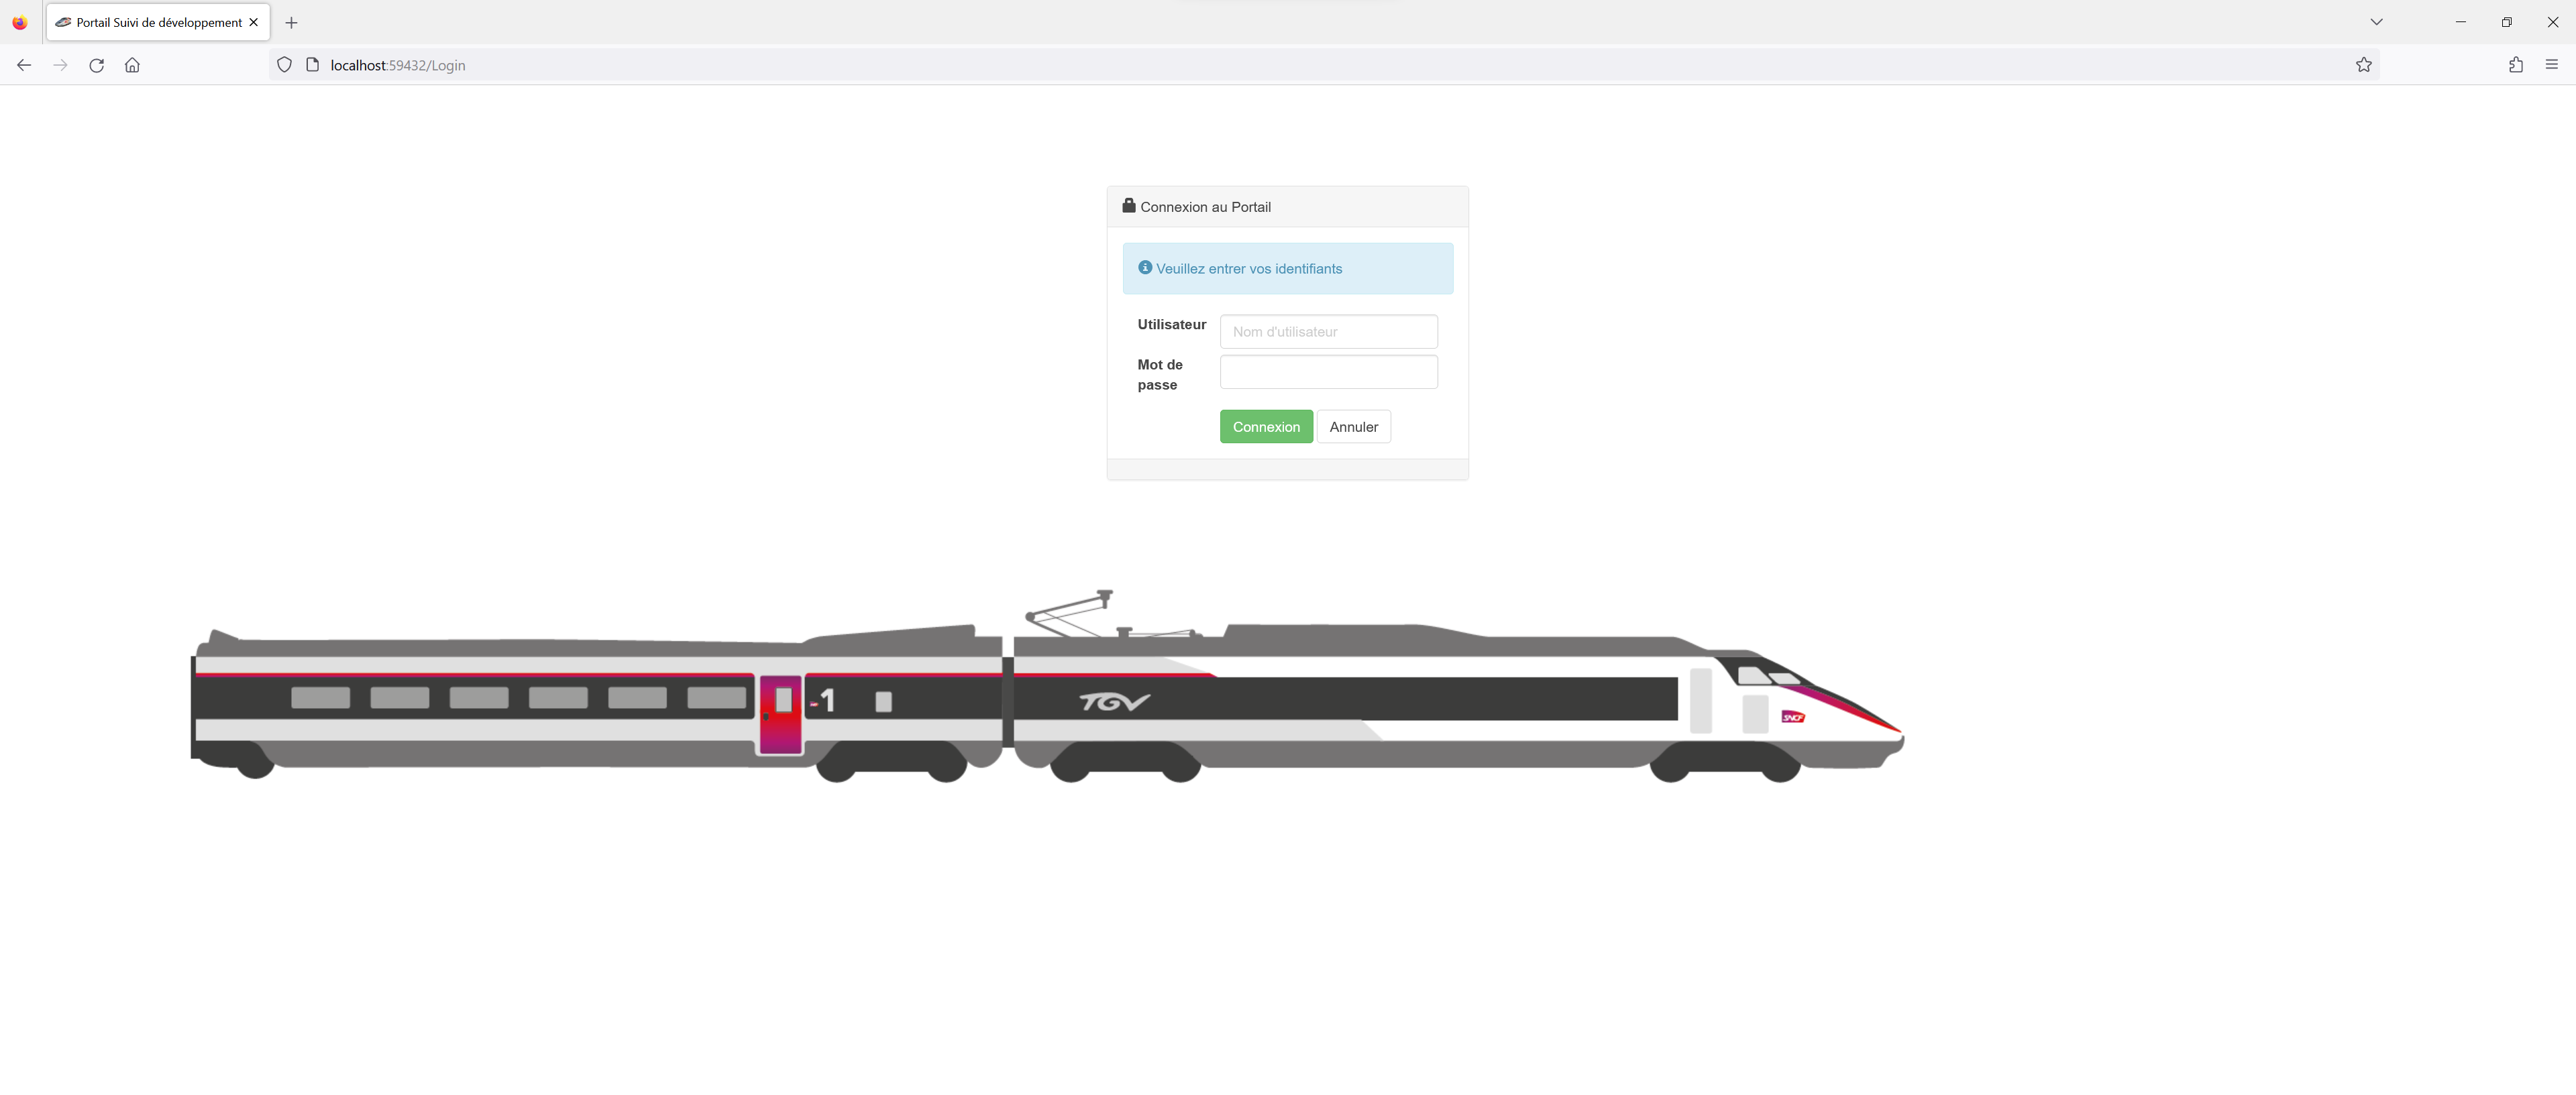 Portail Suivi de développement
localhost:59432/Login
Connexion au Portail
Veuillez entrer vos identifiants
Utilisateur
Nom d'utilisateur
Mot de
passe
Connexion Annuler
1
TGV
SNCF